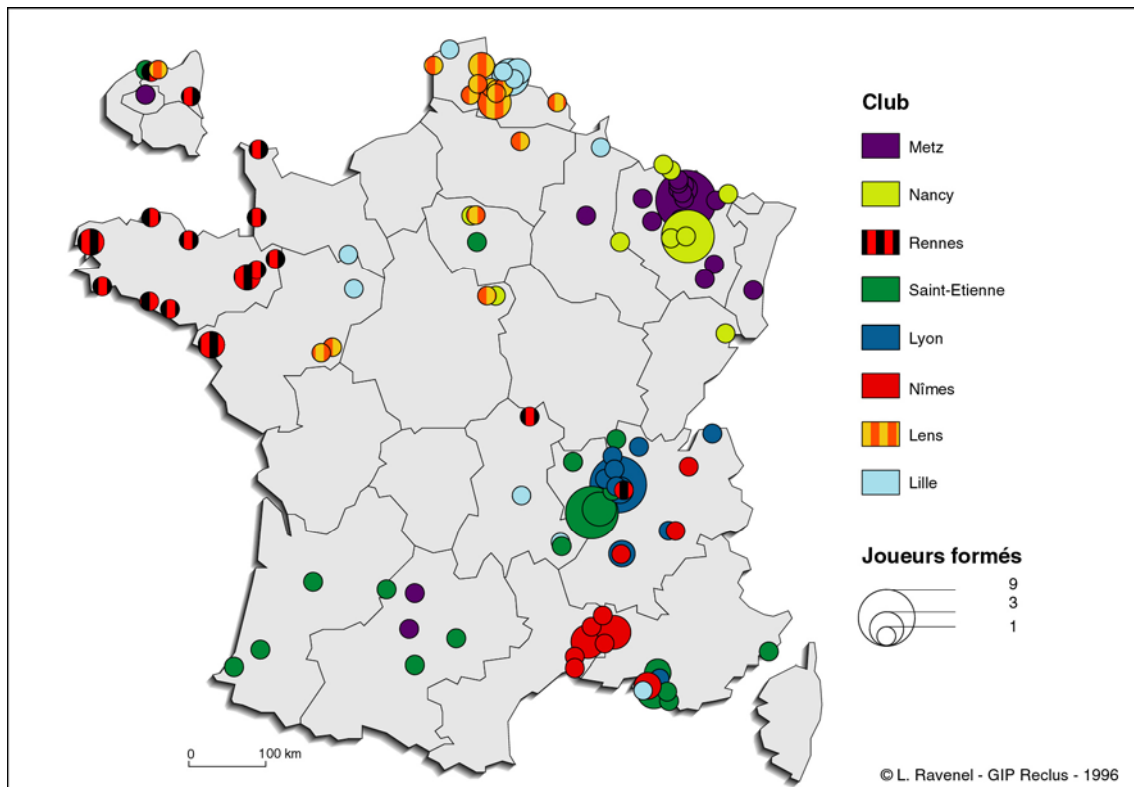 Club
Metz
Nancy
Rennes
Saint-Etienne
Lyon
Nîmes
Lens
Lille
Joueurs formés
9
3
1
0 100 km
© L. Ravenel - GIP Reclus - 1996